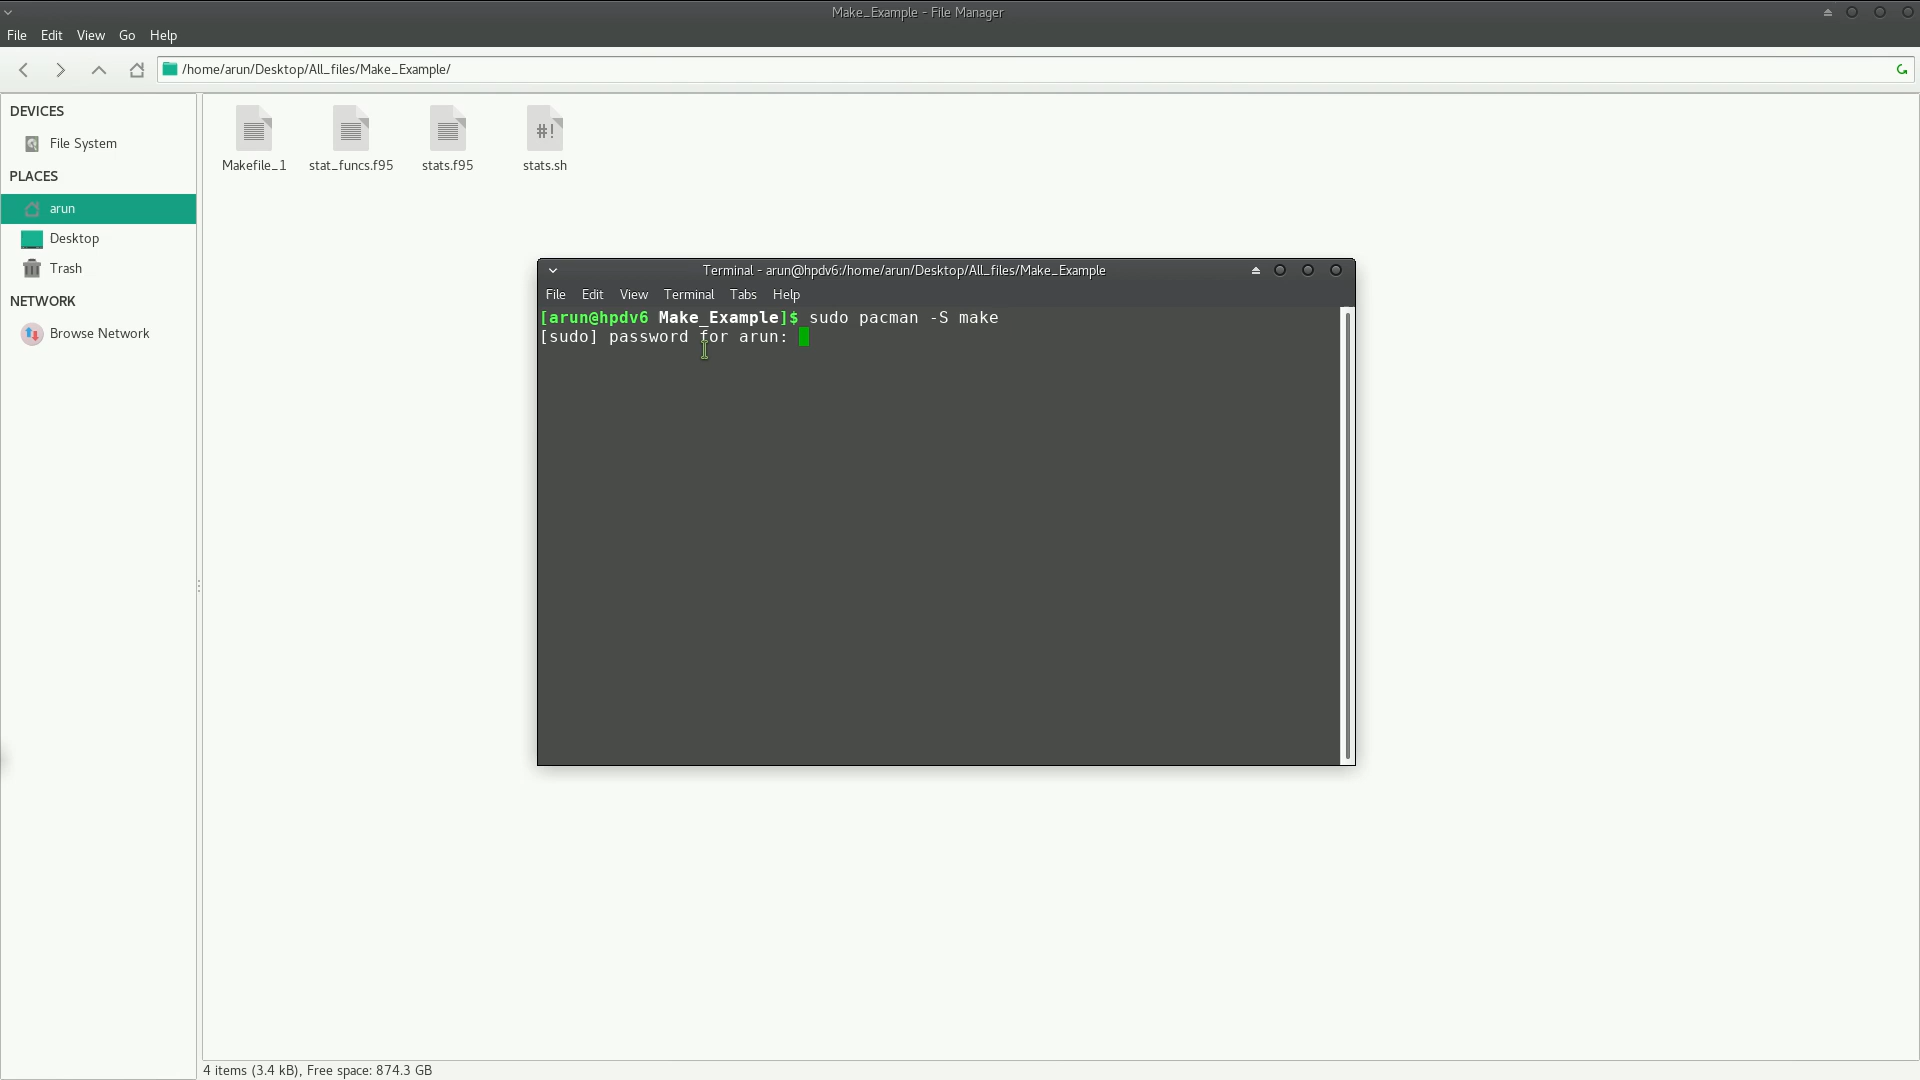 Make_Example - File Manager
File Edit View Go Help
/home/arun/Desktop/All_files/Make_Example/
DEVICES
File System
PLACES
arun
Desktop
Trash
NETWORK
Browse Network
Makefile_1 stat_funcs.f95 stats.f95 #! stats.sh
Terminal - arun@hpdv6:/home/arun/Desktop/All_files/Make_Example
File Edit View Terminal Tabs Help
[arun@hpdv6 Make_Example]$ sudo pacman -S make
[sudo] password for arun:
4 items (3.4 kB), Free space: 874.3 GB